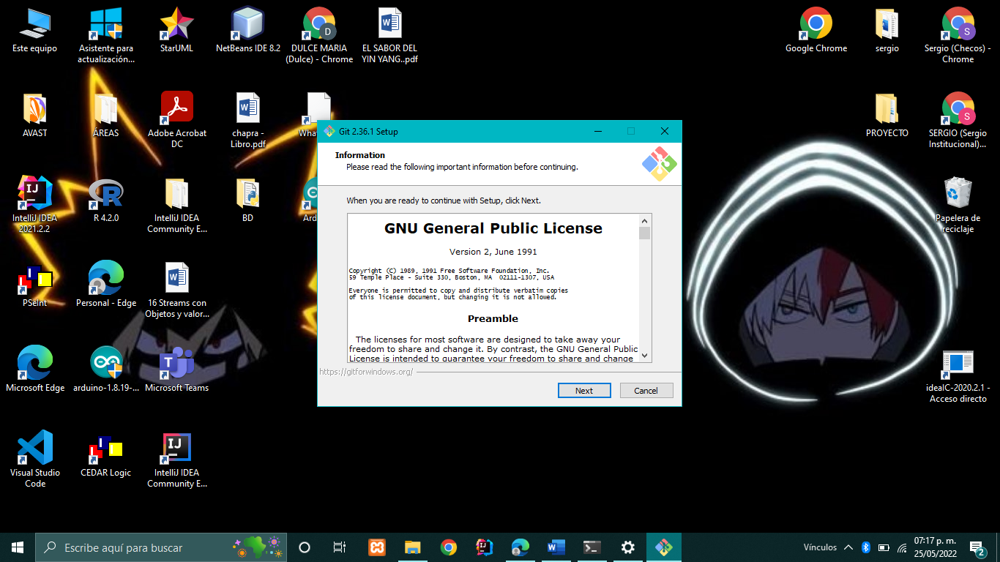 Este equipo
Asistente para
actualización...
StarUML
NetBeans IDE 8.2
D
DULCE MARIA
(Dulce) - Chrome
EL SABOR DEL
YIN YANG..pdf
Google Chrome
sergio
S
Sergio (Checos) -
Chrome
AVAST
ÁREAS
Adobe Acrobat
DC
chapra -
Libro.pdf
What
PROYECTO
S
SERGIO (Sergio
Institucional)...
IntelliJ IDEA
2021.2.2
R 4.2.0
IntelliJ IDEA
Community E...
BD
Ard
Papelera de
reciclaje
PSeInt
Personal - Edge
16 Streams con
Objetos y valor...
Microsoft Edge
arduino-1.8.19-...
Microsoft Teams
ideaIC-2020.2.1 -
Acceso directo
Visual Studio
Code
CEDAR Logic
IntelliJ IDEA
Community E...
Git 2.36.1 Setup
Information
Please read the following important information before continuing.
When you are ready to continue with Setup, click Next.
GNU General Public License
Version 2, June 1991
Copyright (C) 1989, 1991 Free Software Foundation, Inc.
59 Temple Place - Suite 330, Boston, MA  02111-1307, USA
Everyone is permitted to copy and distribute verbatim copies
of this license document, but changing it is not allowed.
Preamble
The licenses for most software are designed to take away your
freedom to share and change it. By contrast, the GNU General Public
License is intended to guarantee your freedom to share and change
https://gitforwindows.org/
Next
Cancel
Escribe aquí para buscar
Vínculos
07:17 p. m.
25/05/2022
2